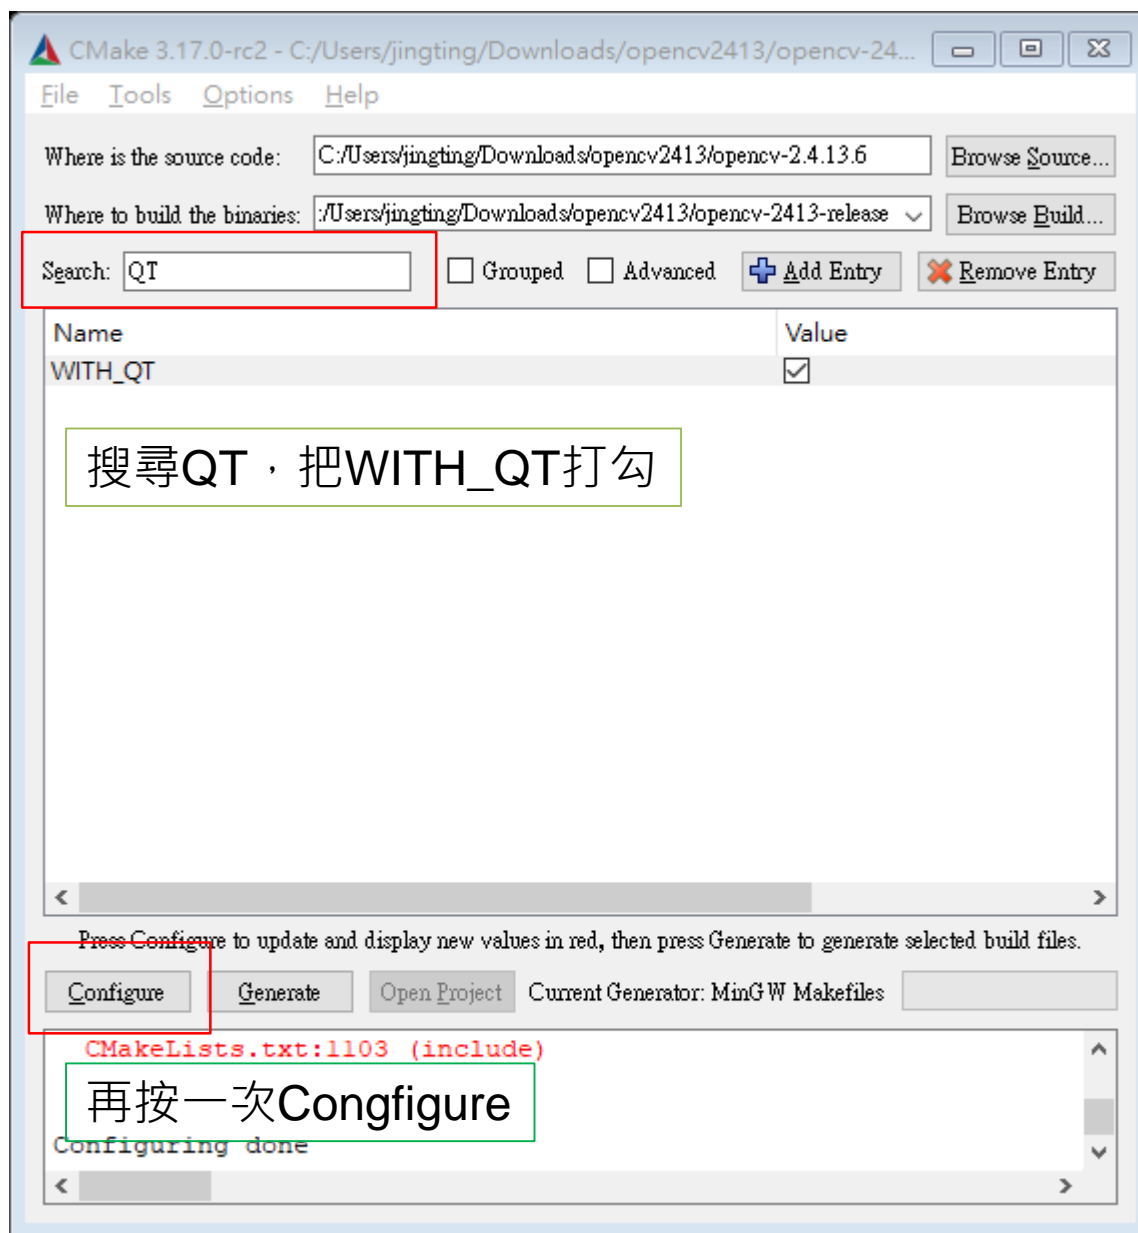 CMake 3.17.0-rc2 - C:/Users/jingting/Downloads/opencv2413/opencv-24...
File Tools Options Help
Where is the source code: C:/Users/jingting/Downloads/opencv2413/opencv-2.4.13.6 Browse Source...
Where to build the binaries: :/Users/jingting/Downloads/opencv2413/opencv-2413-release Browse Build...
Search: QT Grouped Advanced Add Entry Remove Entry
Name Value
WITH_QT
搜尋QT，把WITH_QT打勾
Press Configure to update and display new values in red, then press Generate to generate selected build files.
Configure Generate Open Project Current Generator: MinGW Makefiles
CMakeLists.txt:1103 (include)
再按一次Congfigure
Configuring done